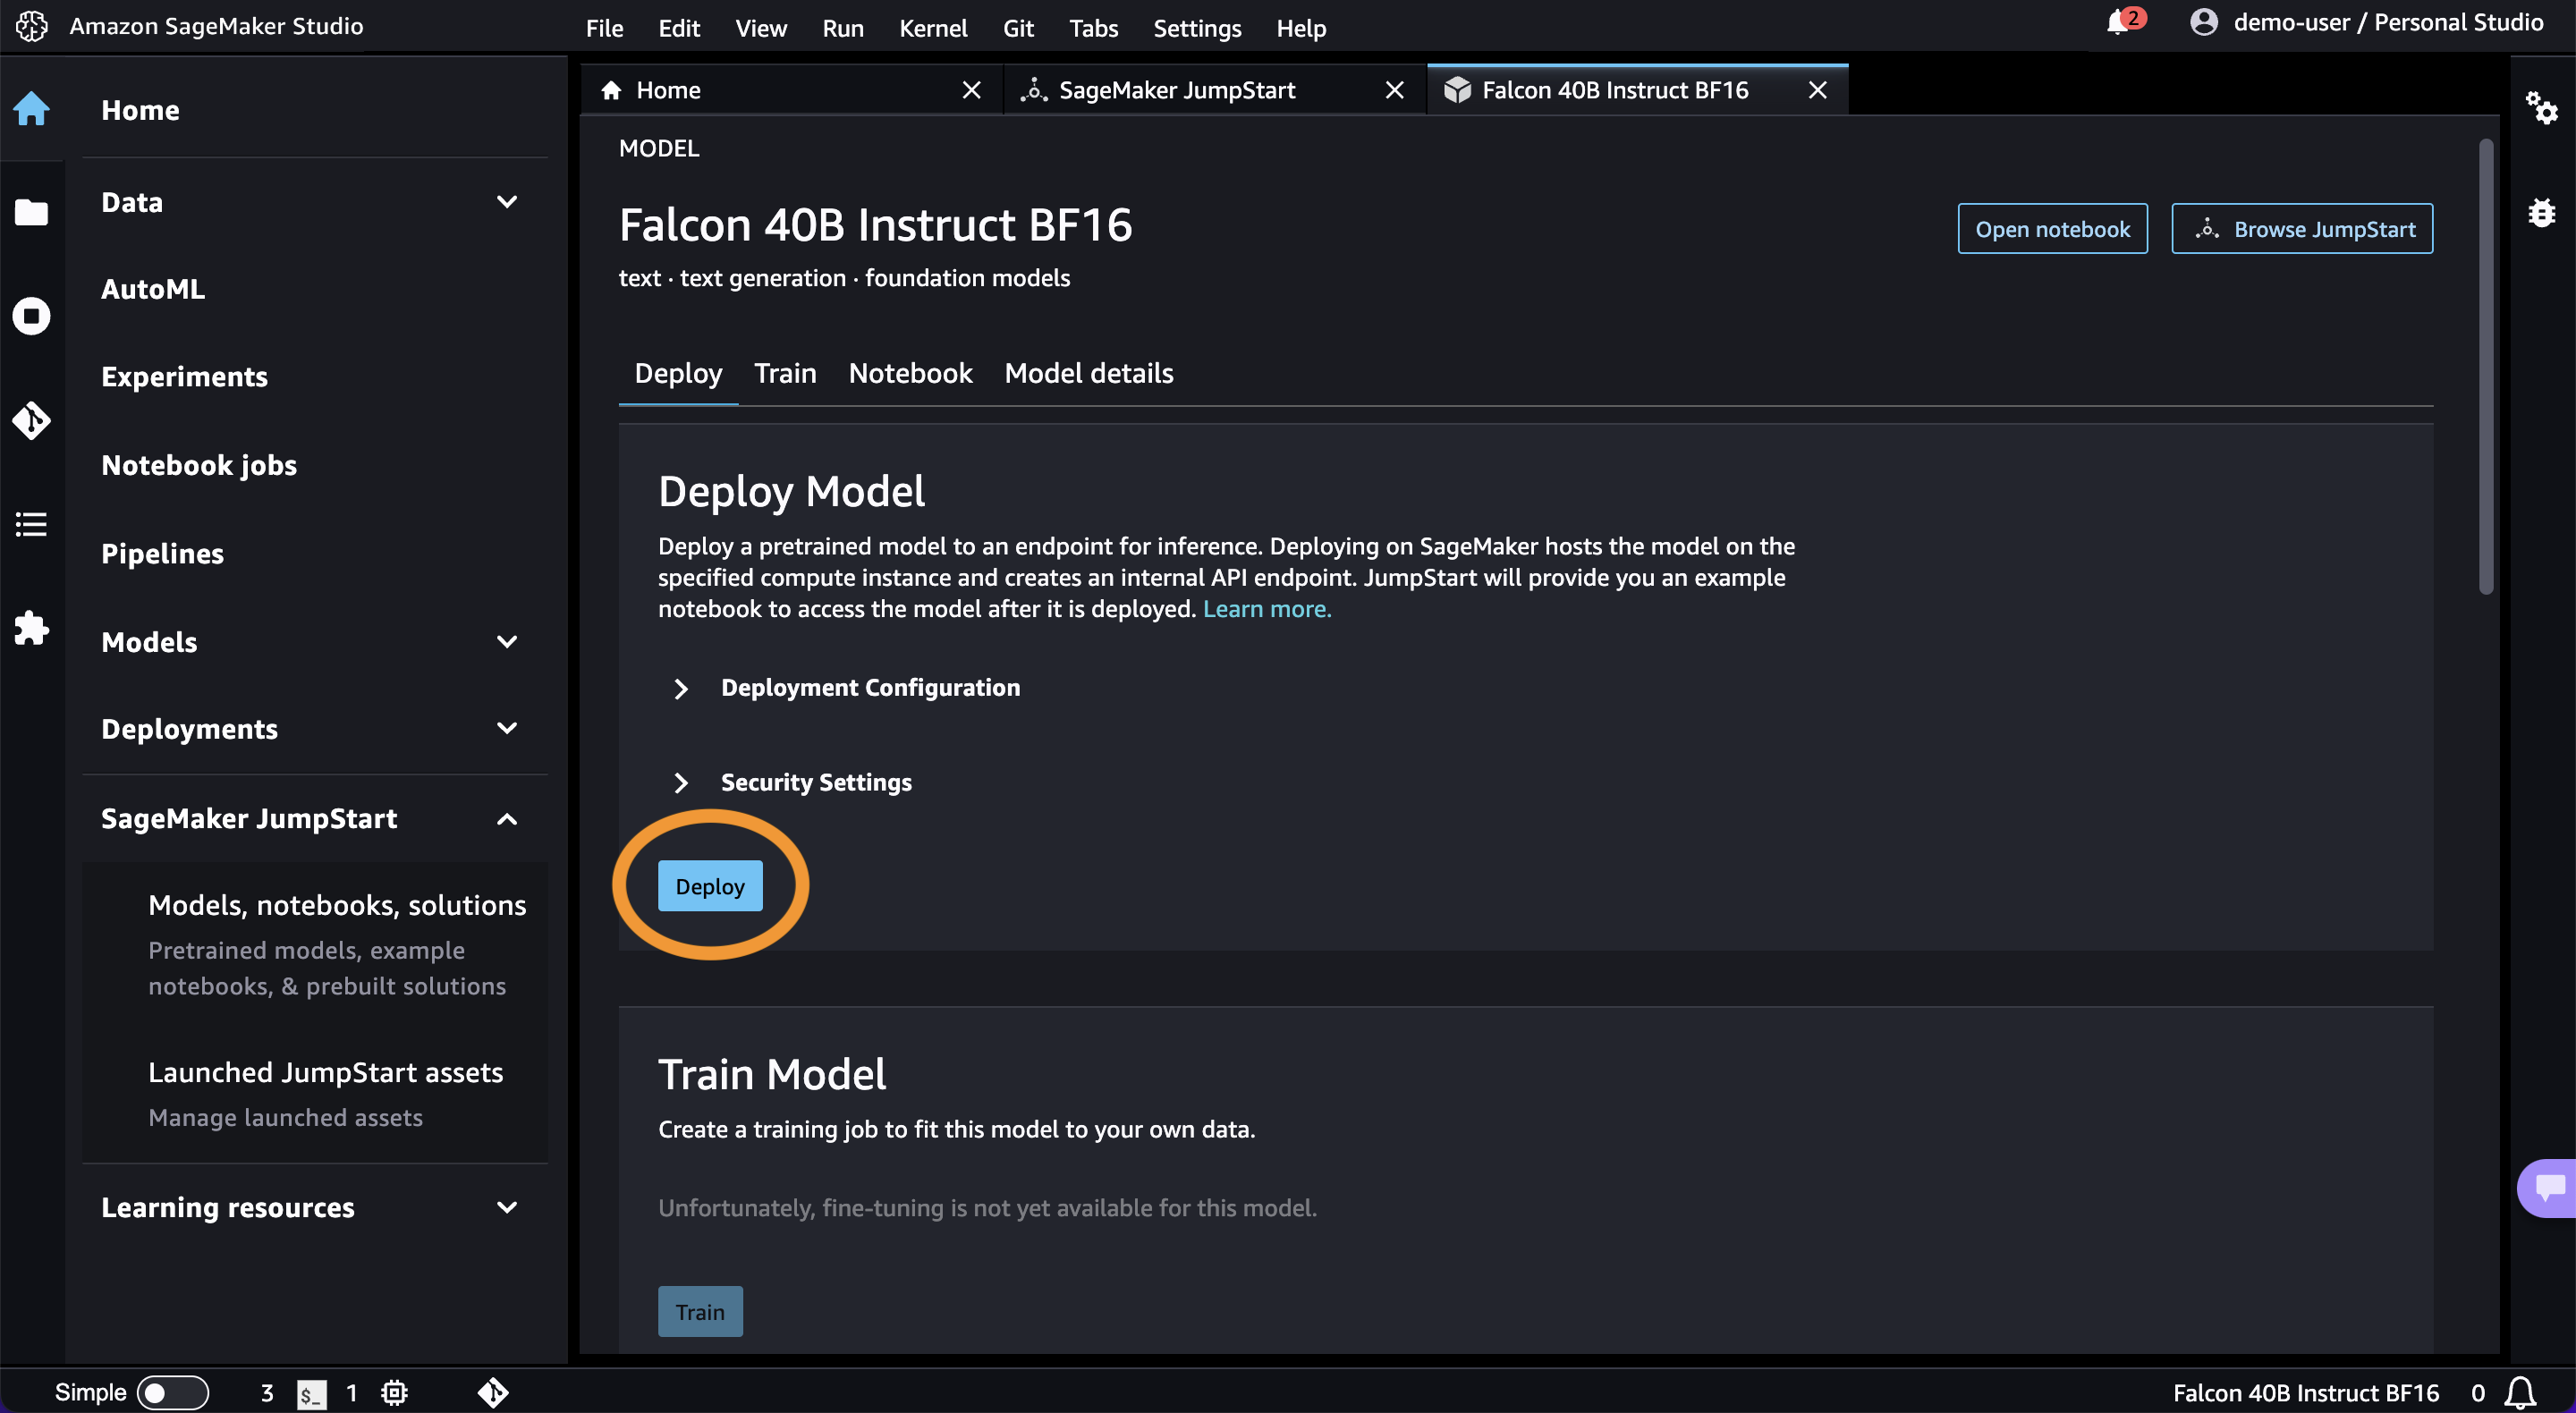 Amazon SageMaker Studio
File Edit View Run Kernel Git Tabs Settings Help
2
demo-user / Personal Studio
Home
Data
AutoML
Experiments
Notebook jobs
Pipelines
Models
Deployments
SageMaker JumpStart
Models, notebooks, solutions
Pretrained models, example
notebooks, & prebuilt solutions
Launched JumpStart assets
Manage launched assets
Learning resources
Home
SageMaker JumpStart
Falcon 40B Instruct BF16
MODEL
Falcon 40B Instruct BF16
text · text generation · foundation models
Open notebook
Browse JumpStart
Deploy Train Notebook Model details
Deploy Model
Deploy a pretrained model to an endpoint for inference. Deploying on SageMaker hosts the model on the
specified compute instance and creates an internal API endpoint. JumpStart will provide you an example
notebook to access the model after it is deployed. Learn more.
Deployment Configuration
Security Settings
Deploy
Train Model
Create a training job to fit this model to your own data.
Unfortunately, fine-tuning is not yet available for this model.
Train
Simple 3 $_ 1
Falcon 40B Instruct BF16 0